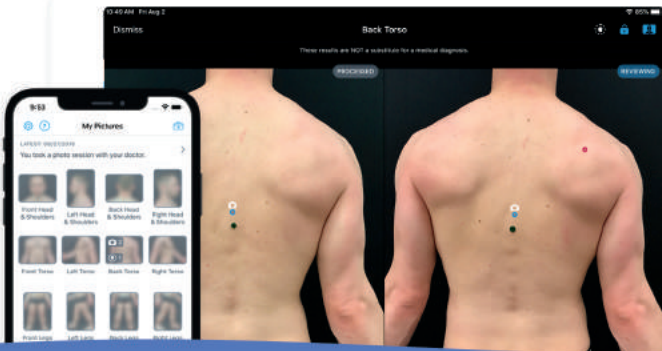 10:49 AM Fri Aug 2
85%
Dismiss
Back Torso
These results are NOT a substitute for a medical diagnosis.
PROCESSED
REVIEWING
9:53
My Pictures
You took a photo session with your doctor.
Front Head
& Shoulders
Left Head
& Shoulders
Back Head
& Shoulders
Right Head
& Shoulders
Front Torso
Left Torso
Back Torso
Right Torso
Front Legs
Left Legs
Back Legs
Right Legs